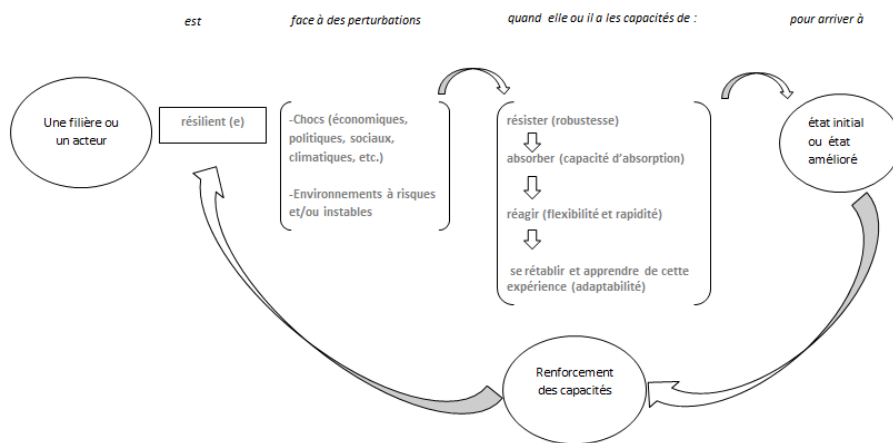 est
face à des perturbations
quand elle ou il a les capacités de :
pour arriver à
Une filière ou
un acteur
résilient (e)
-Chocs (économiques,
politiques, sociaux,
climatiques, etc.)
-Environnements à risques
et/ou instables
résister (robustesse)
absorber (capacité d'absorption)
réagir (flexibilité et rapidité)
se rétablir et apprendre de cette
expérience (adaptabilité)
état initial
ou état
amélioré
Renforcement
des capacités